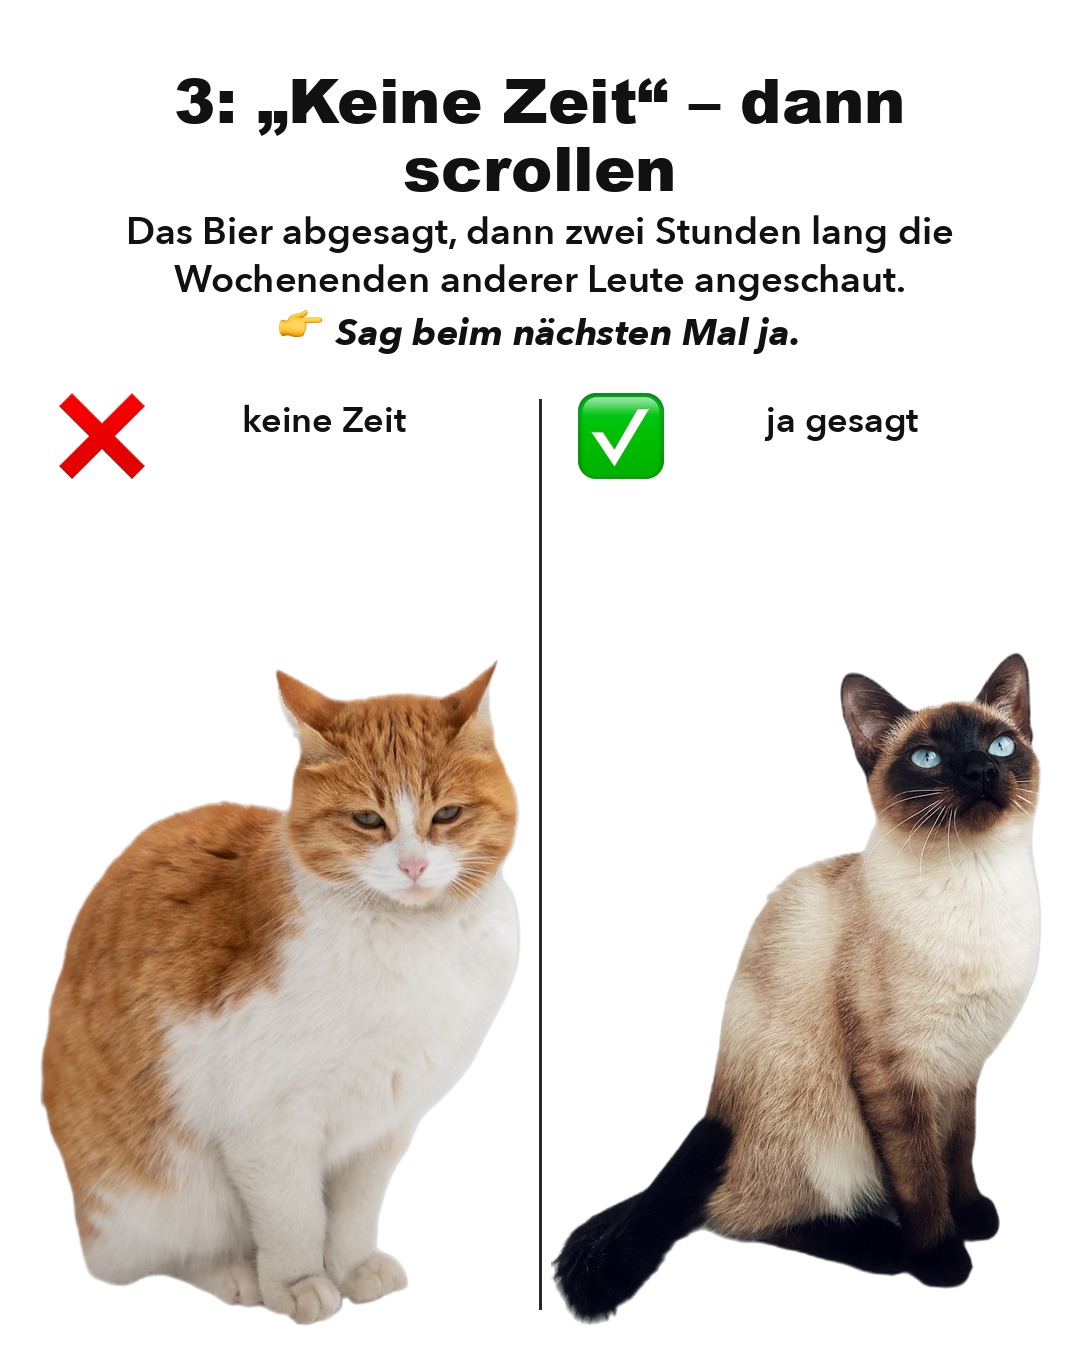 3: „Keine Zeit“ – dann
scrollen
Das Bier abgesagt, dann zwei Stunden lang die
Wochenenden anderer Leute angeschaut.
👉 Sag beim nächsten Mal ja.
❌ keine Zeit
✅ ja gesagt